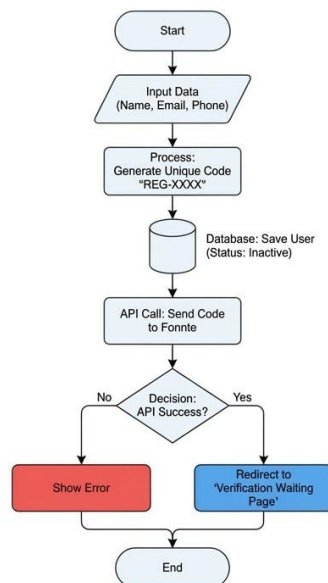 Start
Input Data
(Name, Email, Phone)
Process:
Generate Unique Code
"REG-XXXX"
Database: Save User
(Status: Inactive)
API Call: Send Code
to Fonnte
Decision:
API Success?
No
Yes
Show Error
Redirect to
'Verification Waiting
Page'
End